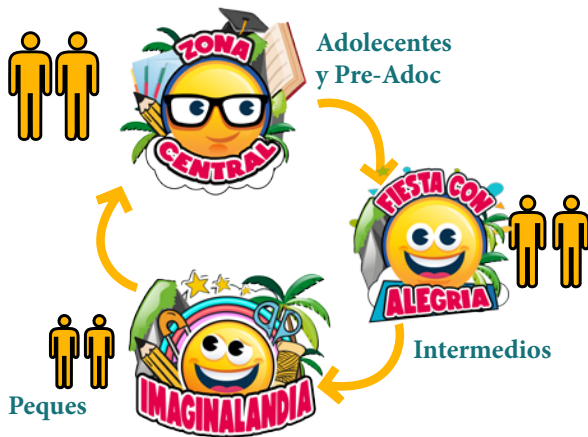 ZONA
CENTRAL
Adolecentes
y Pre-Adoc
FIESTA CON
ALEGRIA
Intermedios
IMAGINALANDIA
Peques